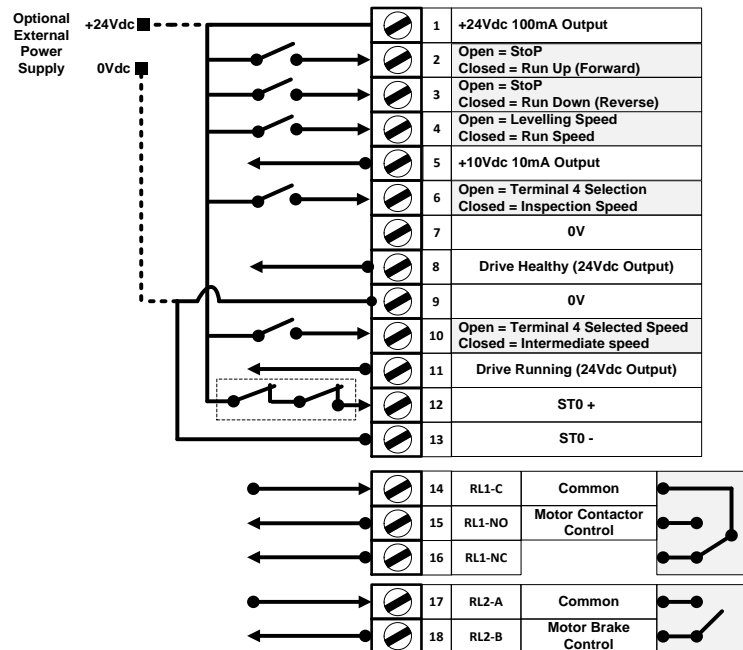 Optional
External
Power
Supply
+24Vdc
0Vdc
1 +24Vdc 100mA Output
2 Open = StoP
Closed = Run Up (Forward)
3 Open = StoP
Closed = Run Down (Reverse)
4 Open = Levelling Speed
Closed = Run Speed
5 +10Vdc 10mA Output
6 Open = Terminal 4 Selection
Closed = Inspection Speed
7 0V
8 Drive Healthy (24Vdc Output)
9 0V
10 Open = Terminal 4 Selected Speed
Closed = Intermediate speed
11 Drive Running (24Vdc Output)
12 ST0 +
13 ST0 -
14 RL1-C Common
15 RL1-NO Motor Contactor
Control
16 RL1-NC
17 RL2-A Common
18 RL2-B Motor Brake
Control